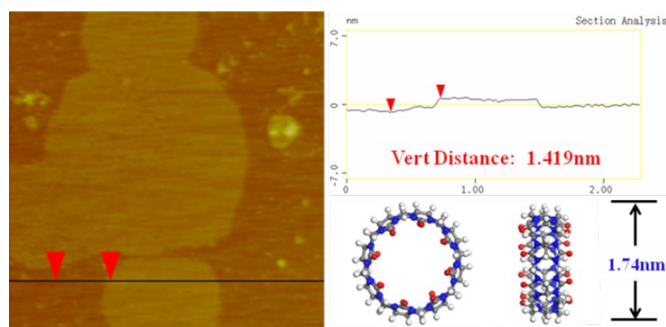 nm
Section Analysis
7.0
0
-7.0
Vert Distance: 1.419nm
0
1.00
2.00
1.74nm